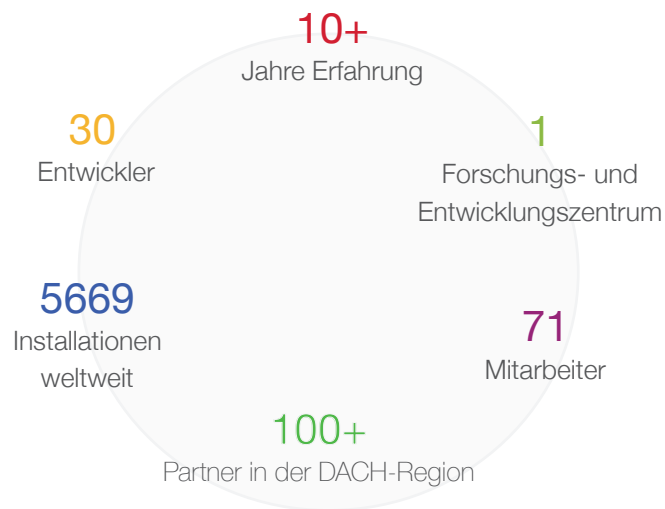 10+
Jahre Erfahrung
30
Entwickler
1
Forschungs- und
Entwicklungszentrum
5669
Installationen
weltweit
71
Mitarbeiter
100+
Partner in der DACH-Region